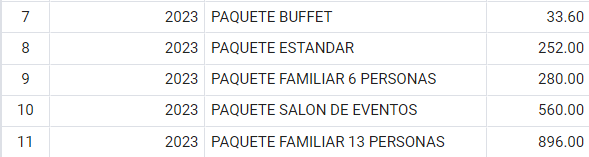 7 2023 PAQUETE BUFFET 33.60
8 2023 PAQUETE ESTANDAR 252.00
9 2023 PAQUETE FAMILIAR 6 PERSONAS 280.00
10 2023 PAQUETE SALON DE EVENTOS 560.00
11 2023 PAQUETE FAMILIAR 13 PERSONAS 896.00